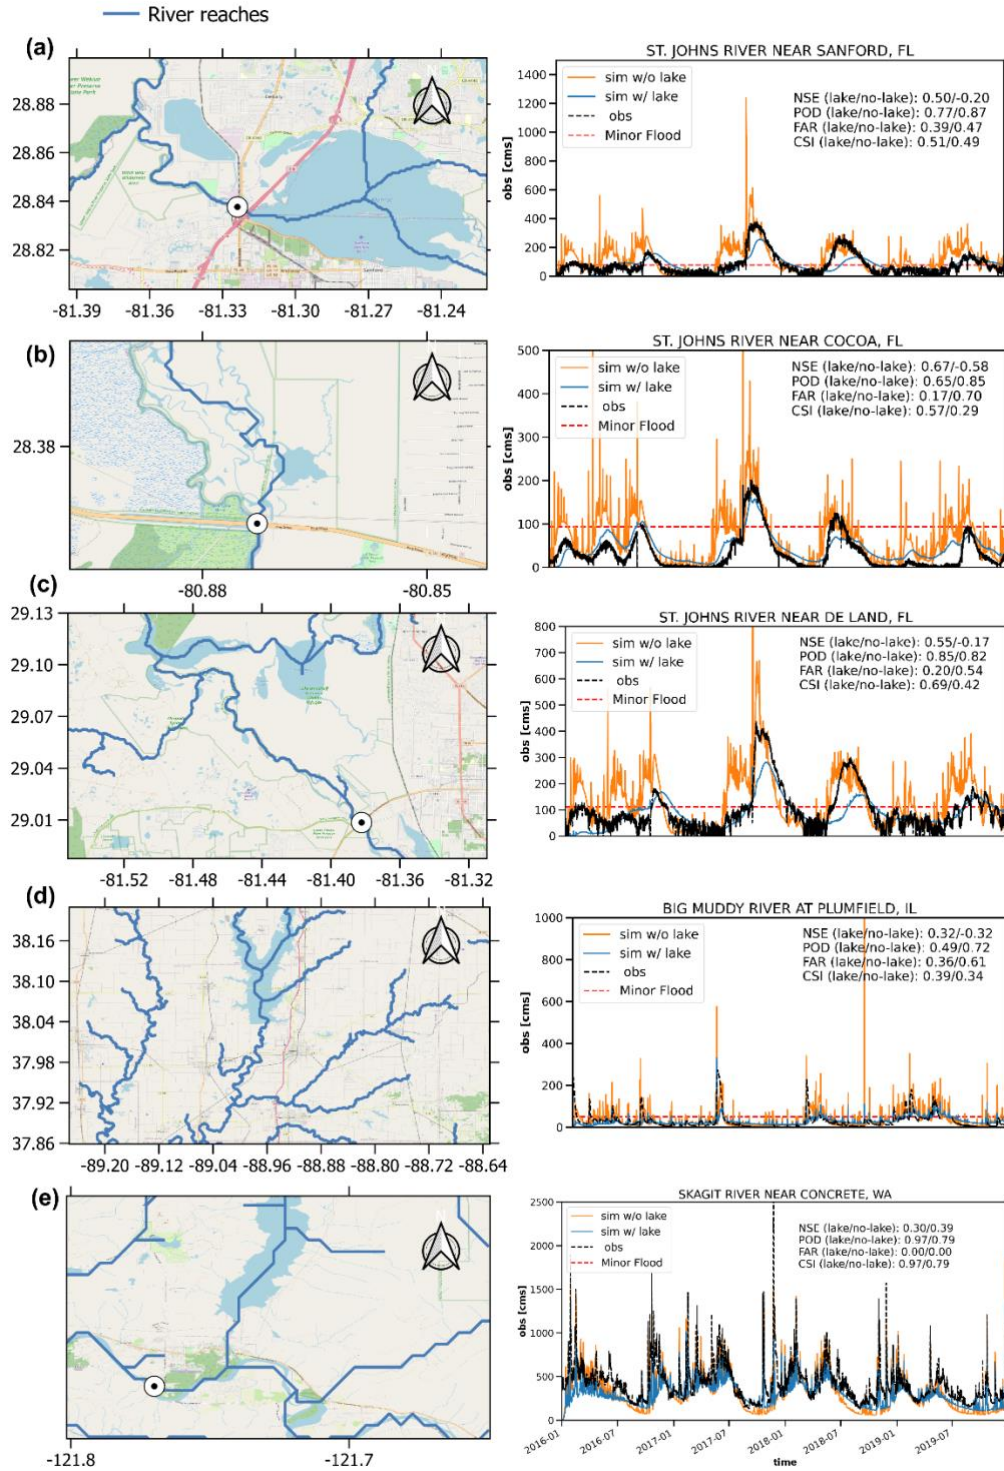 River reaches
(a)
28.88
28.86
28.84
28.82
-81.39 -81.36 -81.33 -81.30 -81.27 -81.24
ST. JOHNS RIVER NEAR SANFORD, FL
sim w/o lake
sim w/ lake
obs
Minor Flood
NSE (lake/no-lake): 0.50/-0.20
POD (lake/no-lake): 0.77/0.87
FAR (lake/no-lake): 0.39/0.47
CSI (lake/no-lake): 0.51/0.49
obs [cms]
1400
1200
1000
800
600
400
200
0
(b)
28.38
-80.88 -80.85
ST. JOHNS RIVER NEAR COCOA, FL
sim w/o lake
sim w/ lake
obs
Minor Flood
NSE (lake/no-lake): 0.67/-0.58
POD (lake/no-lake): 0.65/0.85
FAR (lake/no-lake): 0.17/0.70
CSI (lake/no-lake): 0.57/0.29
obs [cms]
500
400
300
200
100
0
(c)
29.13
29.10
29.07
29.04
29.01
-81.52 -81.48 -81.44 -81.40 -81.36 -81.32
ST. JOHNS RIVER NEAR DE LAND, FL
sim w/o lake
sim w/ lake
obs
Minor Flood
NSE (lake/no-lake): 0.55/-0.17
POD (lake/no-lake): 0.85/0.82
FAR (lake/no-lake): 0.20/0.54
CSI (lake/no-lake): 0.69/0.42
obs [cms]
800
700
600
500
400
300
200
100
0
(d)
38.16
38.10
38.04
37.98
37.92
37.86
-89.20 -89.12 -89.04 -88.96 -88.88 -88.80 -88.72 -88.64
BIG MUDDY RIVER AT PLUMFIELD, IL
sim w/o lake
sim w/ lake
obs
Minor Flood
NSE (lake/no-lake): 0.32/-0.32
POD (lake/no-lake): 0.49/0.72
FAR (lake/no-lake): 0.36/0.61
CSI (lake/no-lake): 0.39/0.34
obs [cms]
1000
800
600
400
200
0
(e)
-121.8 -121.7
SKAGIT RIVER NEAR CONCRETE, WA
sim w/o lake
sim w/ lake
obs
Minor Flood
NSE (lake/no-lake): 0.30/0.39
POD (lake/no-lake): 0.97/0.79
FAR (lake/no-lake): 0.00/0.00
CSI (lake/no-lake): 0.97/0.79
obs [cms]
2500
2000
1500
1000
500
0
2016-01 2016-07 2017-01 2017-07 2018-01 2018-07 2019-01 2019-07
time